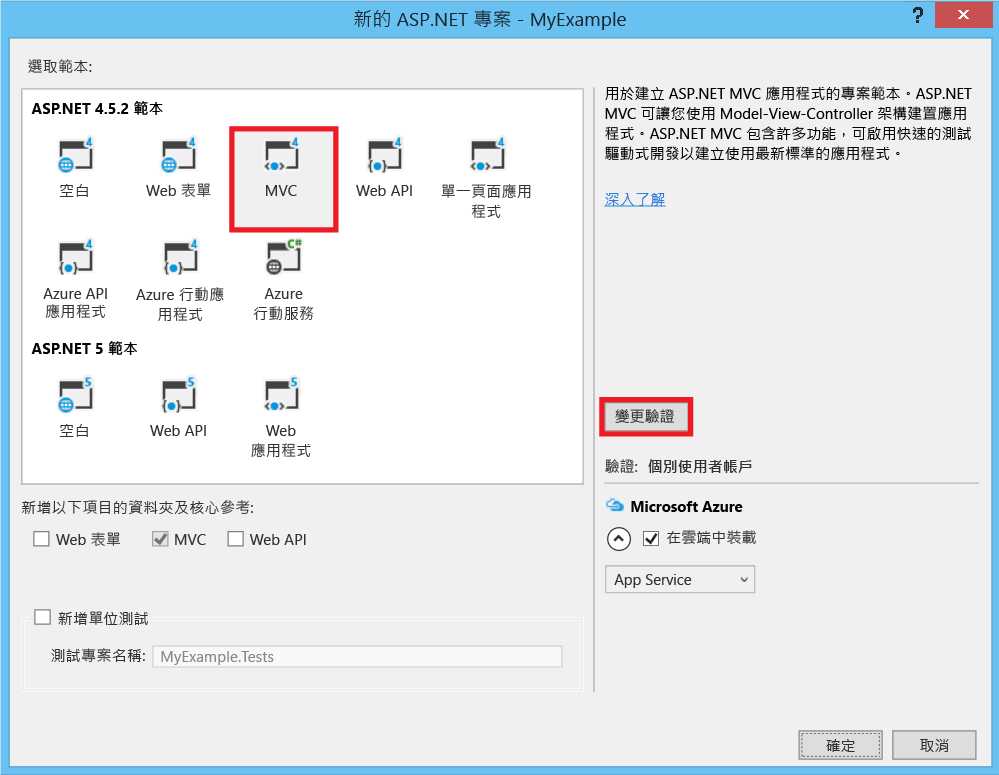 新的 ASP.NET 專案 - MyExample
?
選取範本:
ASP.NET 4.5.2 範本
4
4
4
4
4
空白
Web 表單
MVC
Web API
單一頁面應用
程式
4
4
C#
Azure API
應用程式
Azure 行動應
用程式
Azure
行動服務
ASP.NET 5 範本
5
5
5
空白
Web API
Web
應用程式
新增以下項目的資料夾及核心參考:
Web 表單
MVC
Web API
新增單位測試
測試專案名稱:
MyExample.Tests
用於建立 ASP.NET MVC 應用程式的專案範本。ASP.NET
MVC 可讓您使用 Model-View-Controller 架構建置應用
程式。ASP.NET MVC 包含許多功能，可啟用快速的測試
驅動式開發以建立使用最新標準的應用程式。
深入了解
變更驗證
驗證: 個別使用者帳戶
Microsoft Azure
在雲端中裝載
App Service
確定
取消